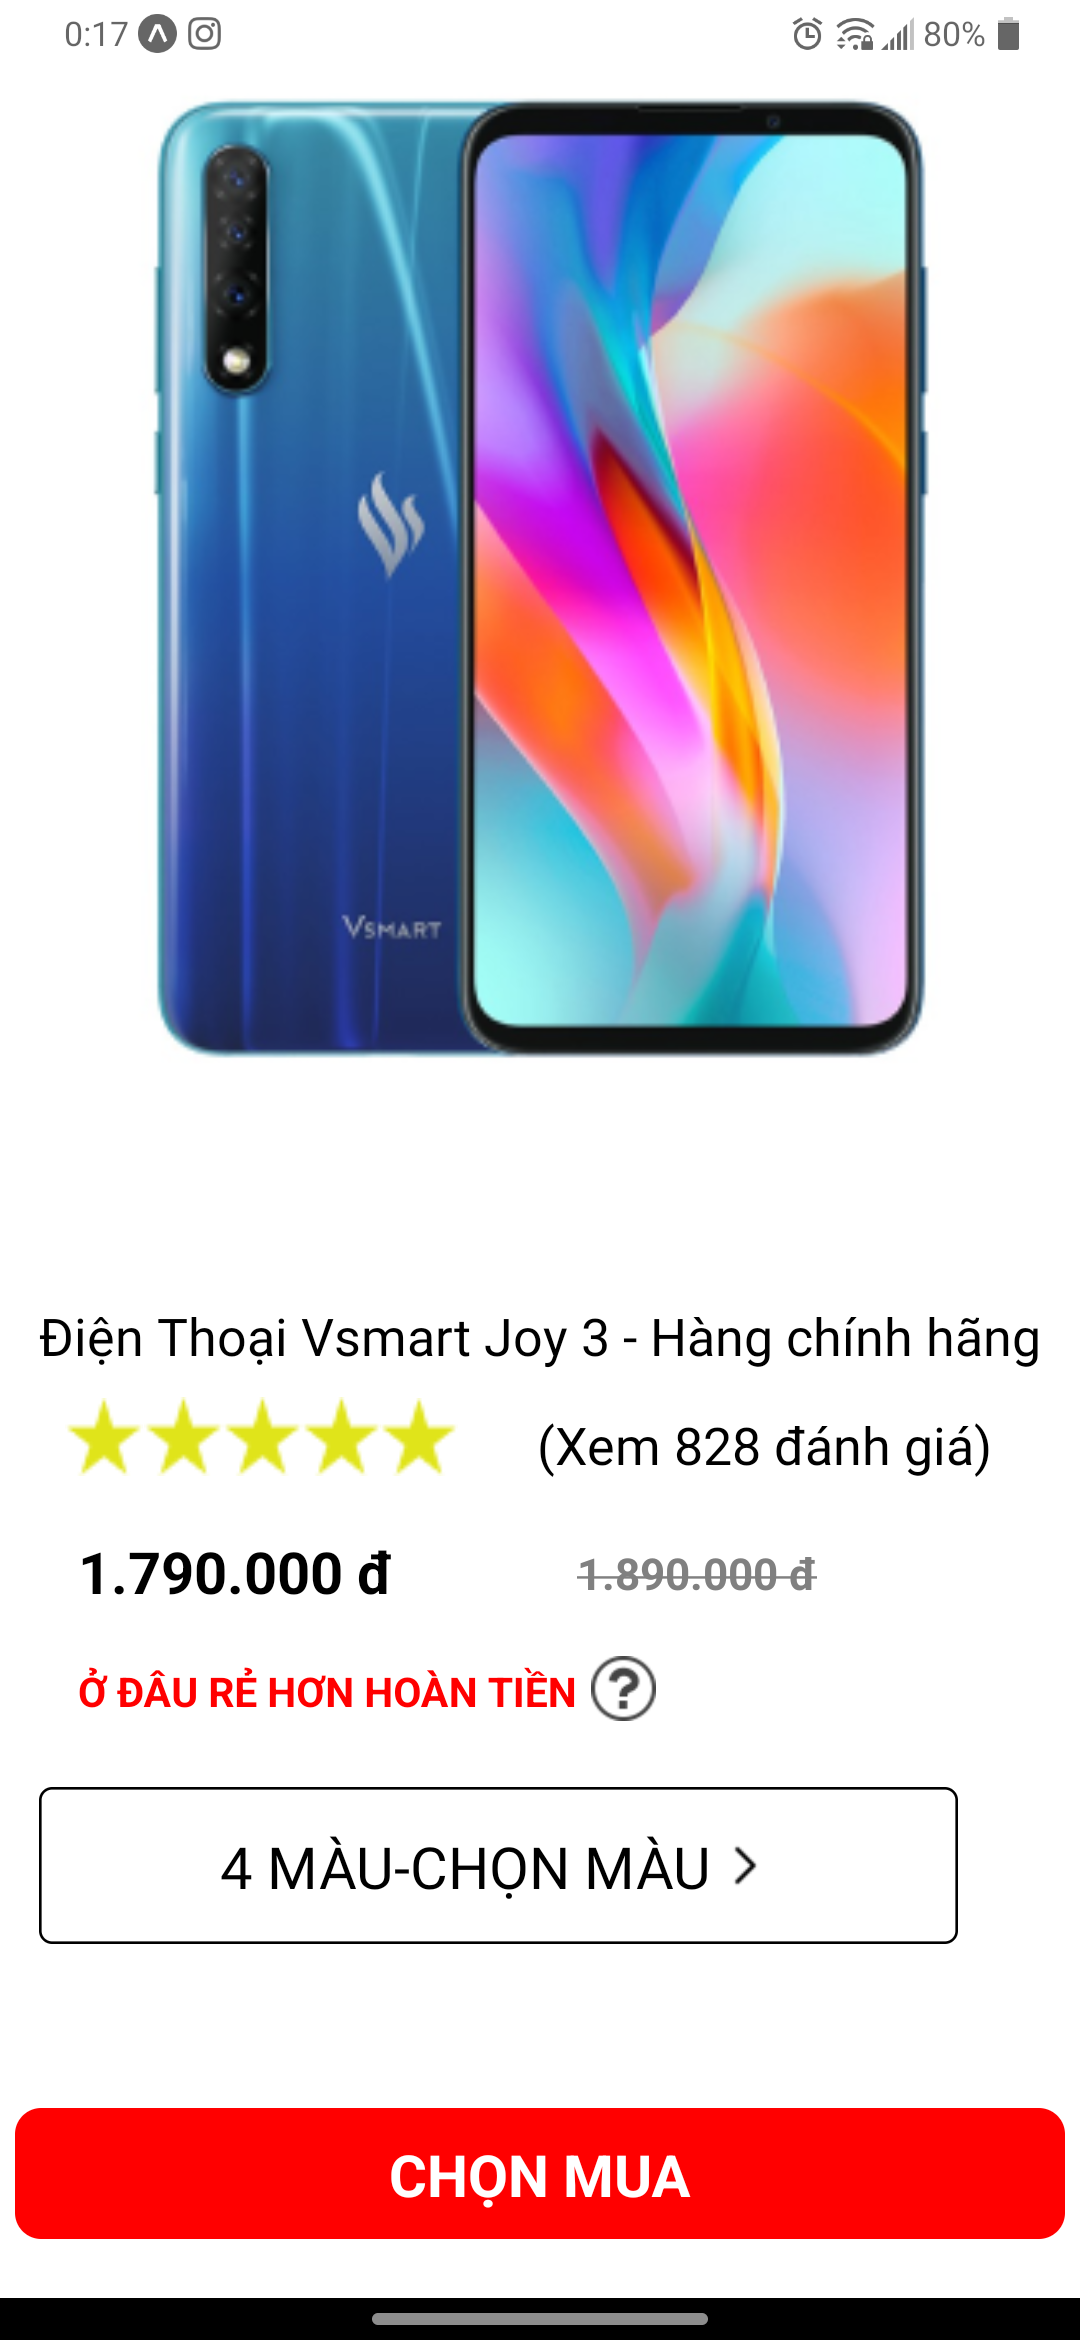 0:17
80%
VSMART
Điện Thoại Vsmart Joy 3 - Hàng chính hãng
(Xem 828 đánh giá)
1.790.000 đ
1.890.000 đ
Ở ĐÂU RẺ HƠN HOÀN TIỀN ?
4 MÀU-CHỌN MÀU
CHỌN MUA